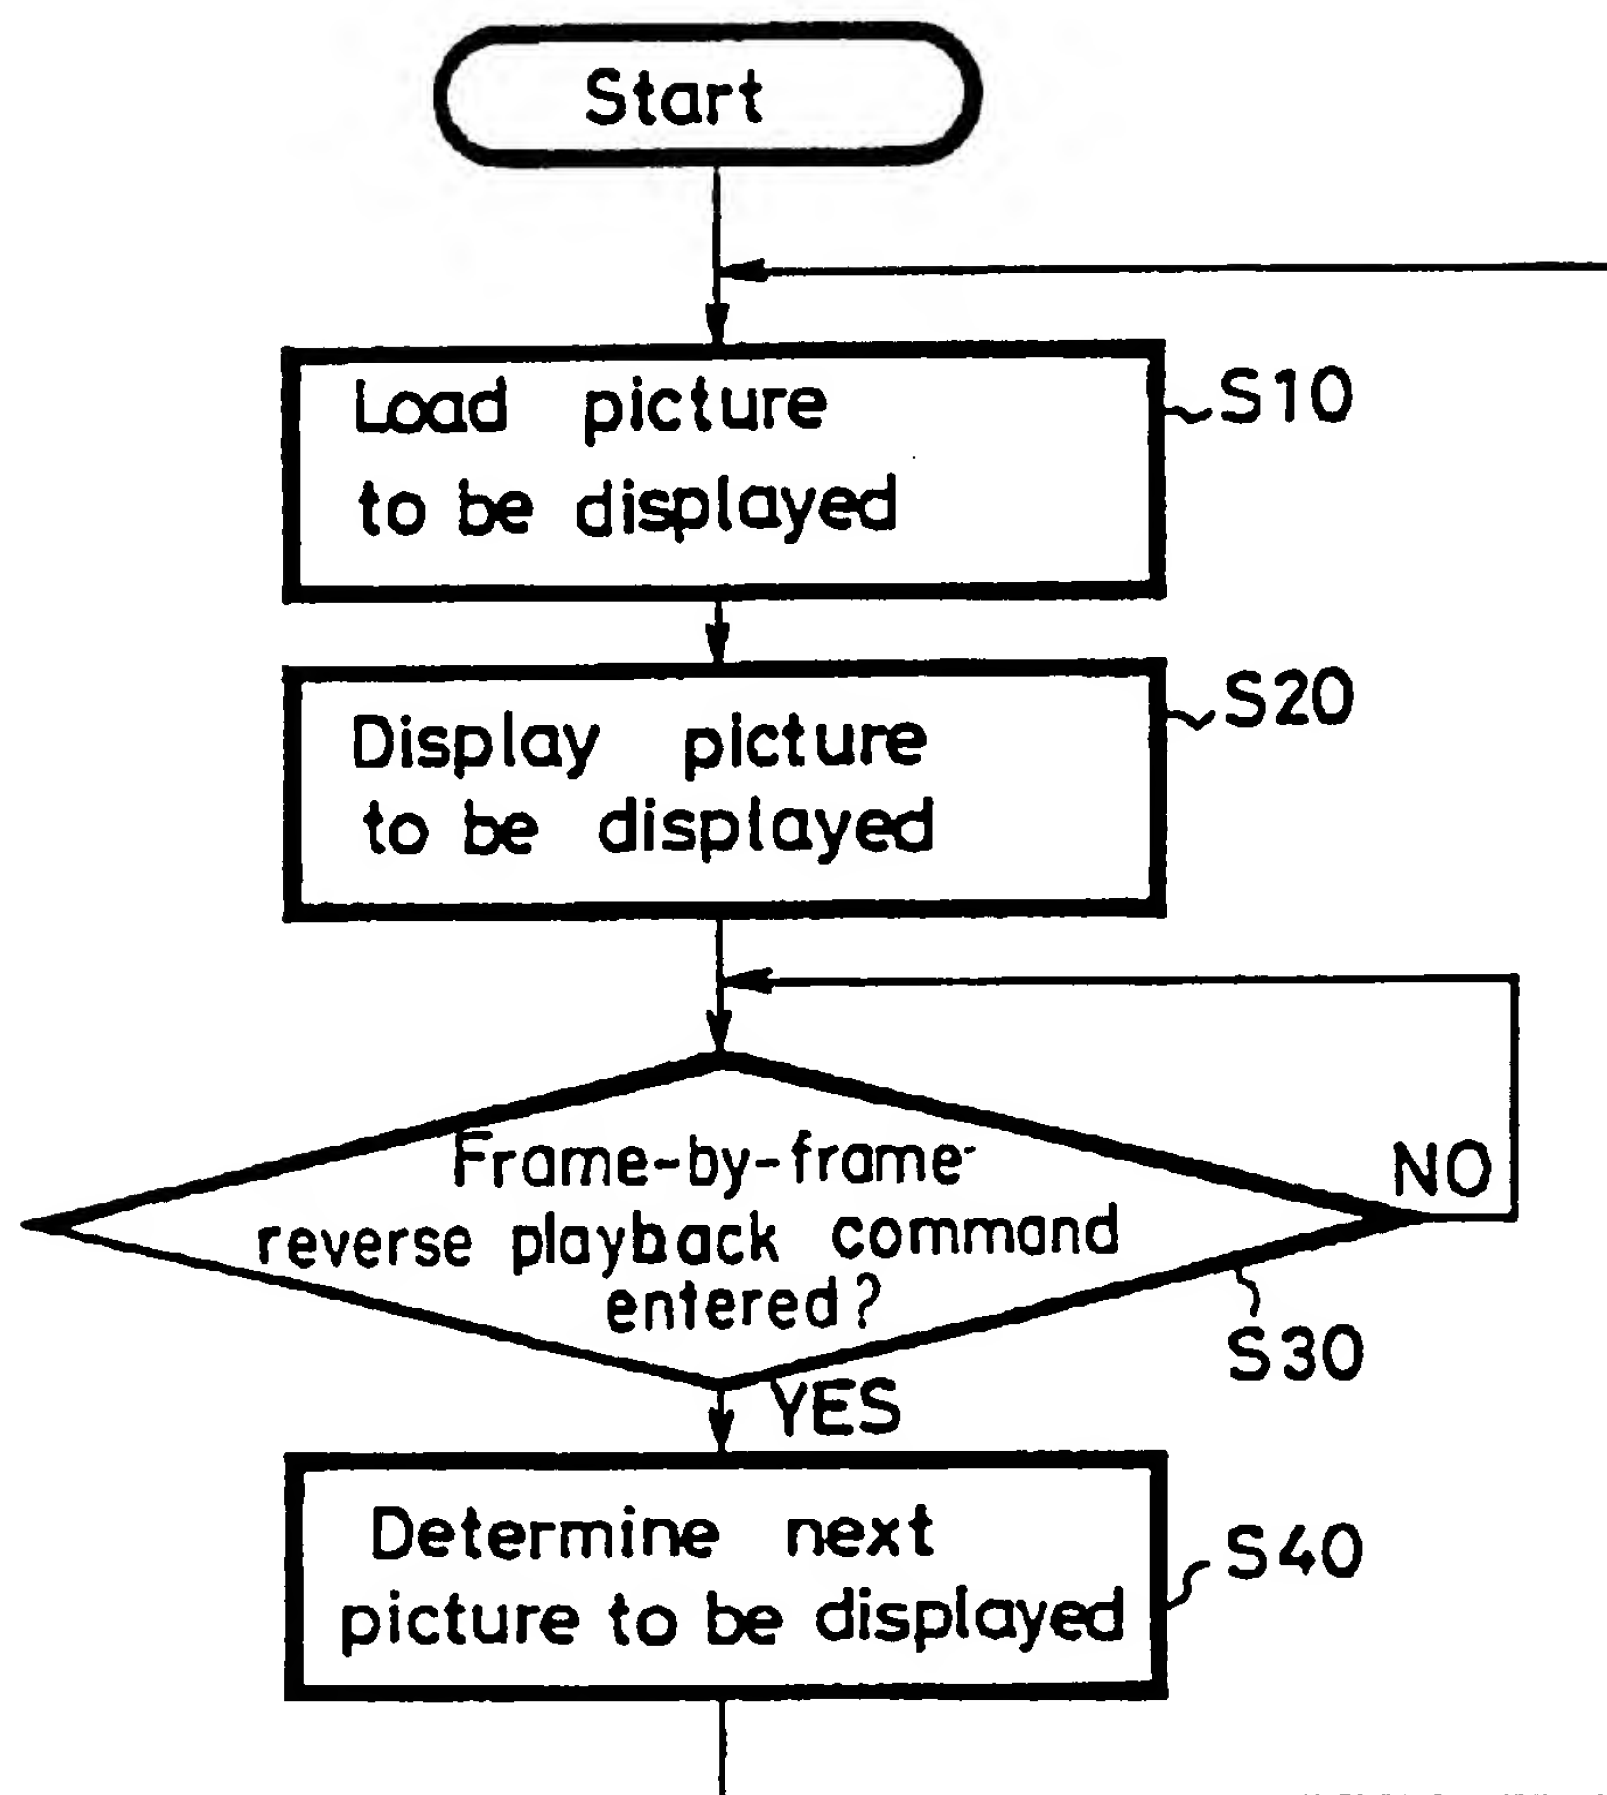 Start
Load picture
to be displayed
S10
Display picture
to be displayed
S20
Frame-by-frame-
reverse playback command
entered?
NO
S30
YES
Determine next
picture to be displayed
S40